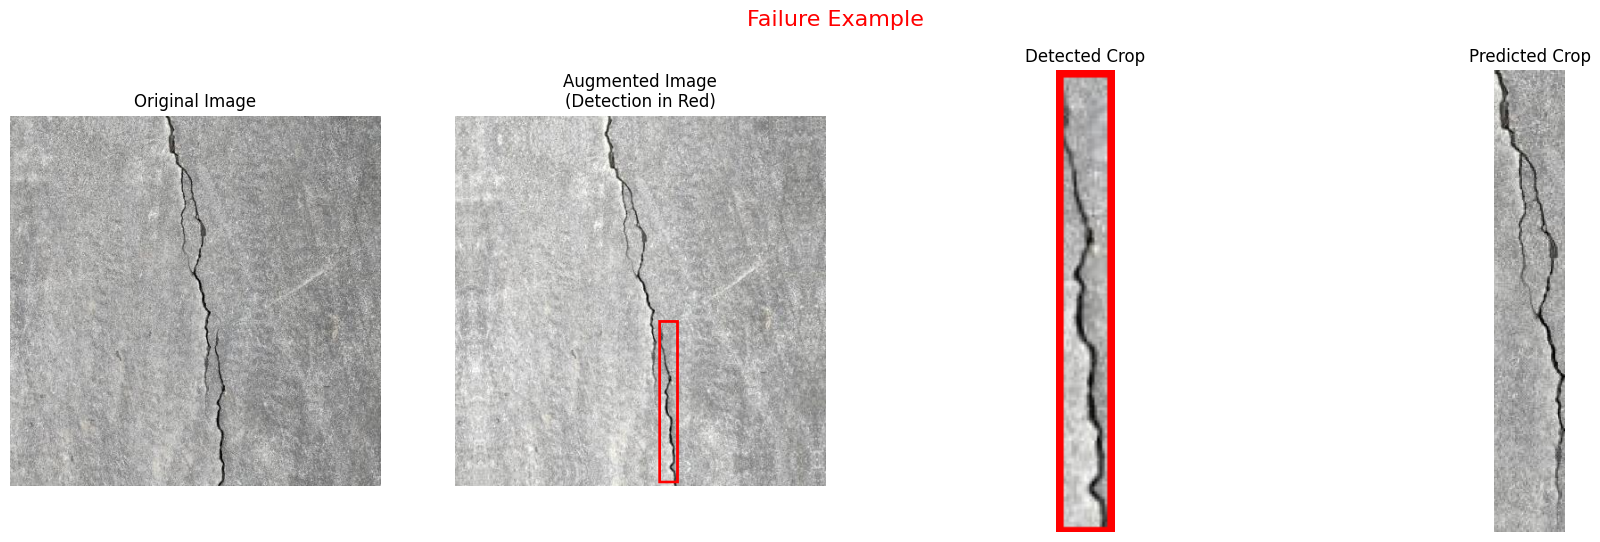 Failure Example
Original Image
Augmented Image
(Detection in Red)
Detected Crop
Predicted Crop